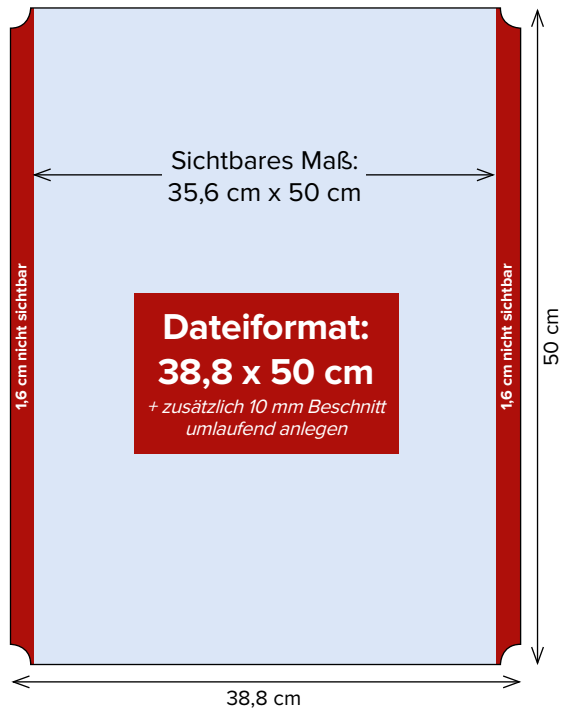 Sichtbares Maß:
35,6 cm x 50 cm
1,6 cm nicht sichtbar
Dateiformat:
38,8 x 50 cm
+ zusätzlich 10 mm Beschnitt
umlaufend anlegen
1,6 cm nicht sichtbar
50 cm
38,8 cm